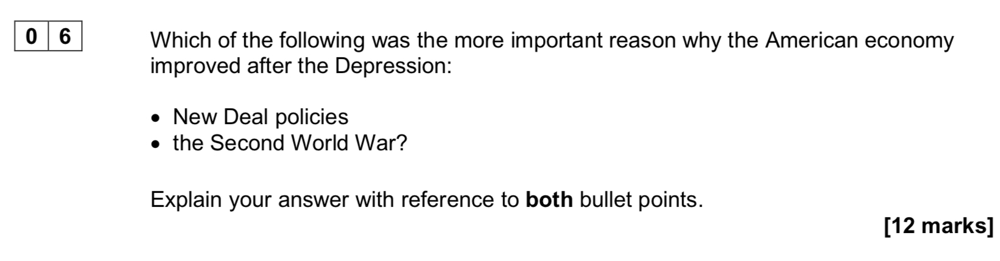 0 6
Which of the following was the more important reason why the American economy
improved after the Depression:
• New Deal policies
• the Second World War?
Explain your answer with reference to both bullet points.
[12 marks]